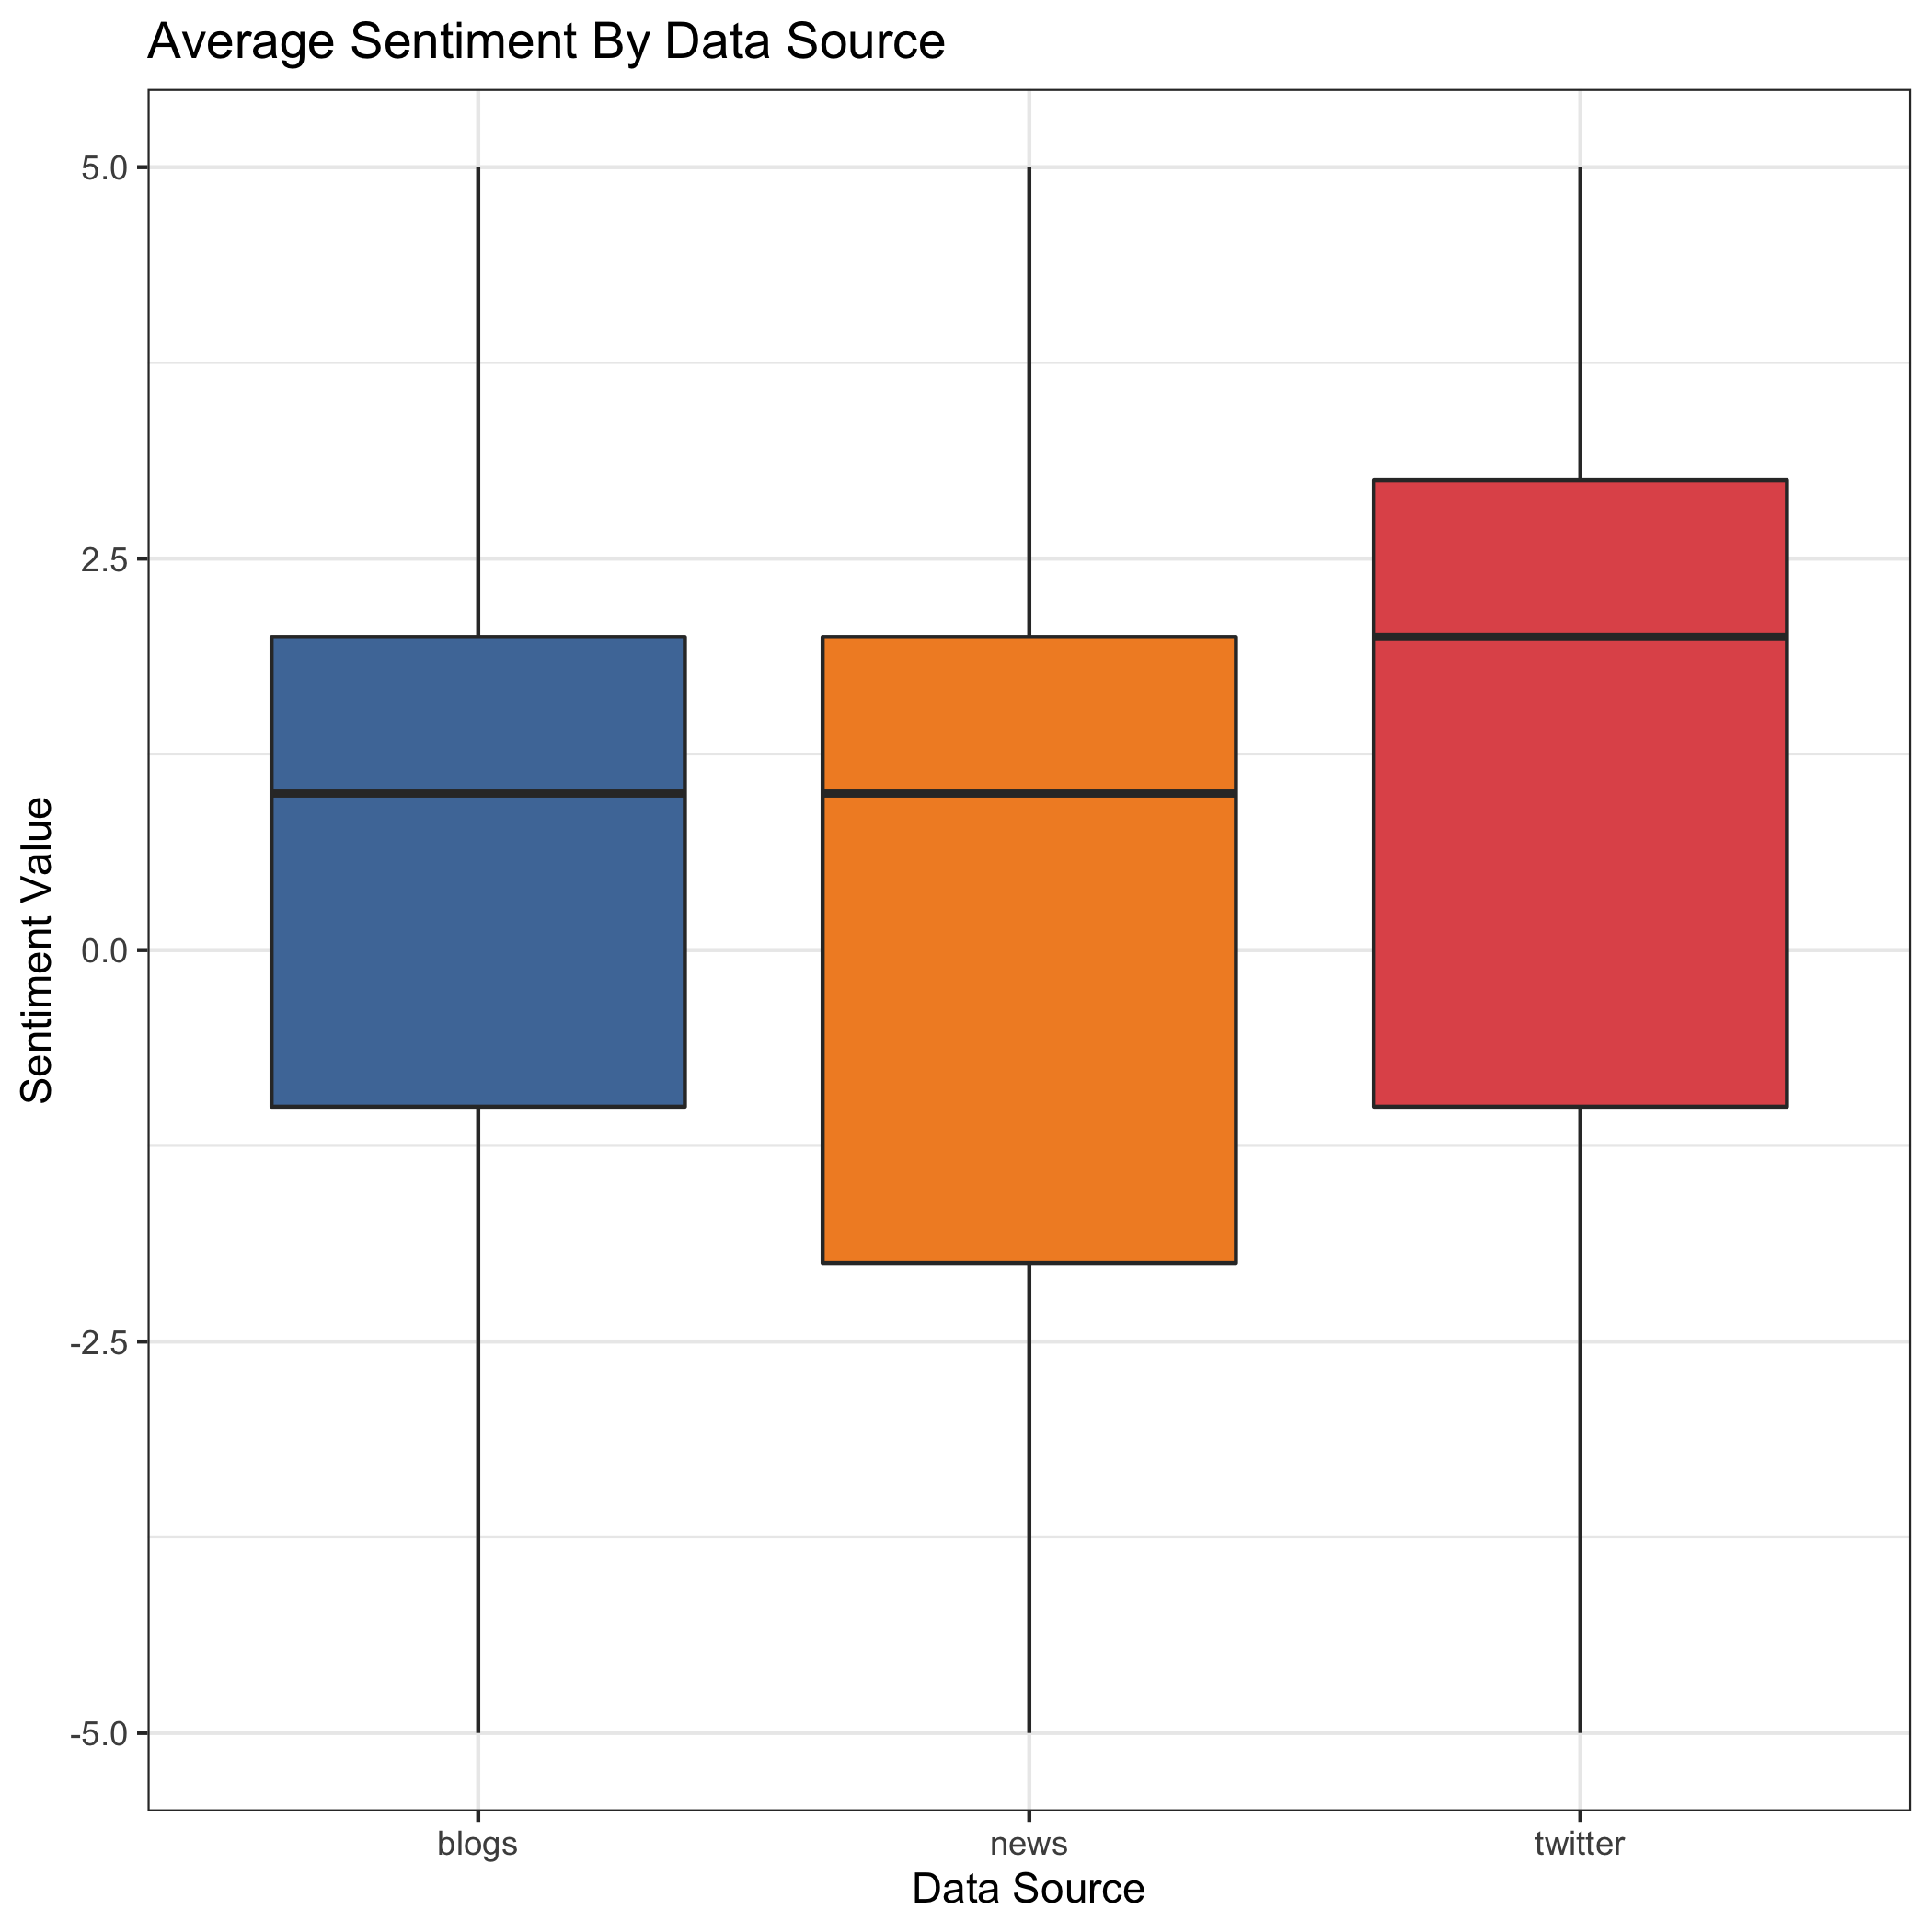 Average Sentiment By Data Source
Sentiment Value
5.0
2.5
0.0
-2.5
-5.0
blogs
news
twitter
Data Source